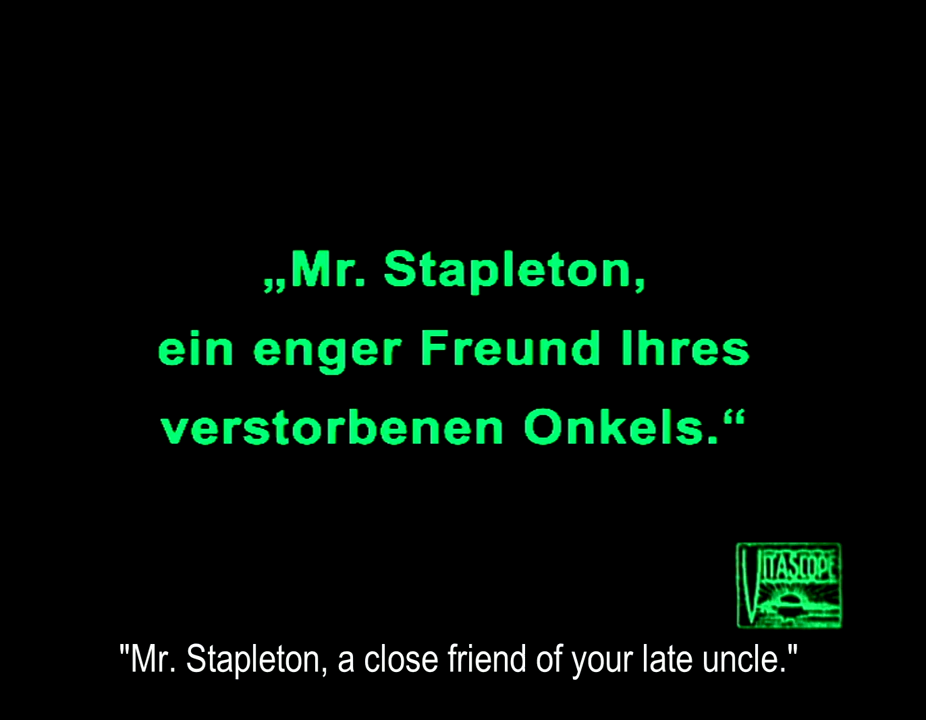 „Mr. Stapleton,
ein enger Freund Ihres
verstorbenen Onkels.“
VITASCOPE
"Mr. Stapleton, a close friend of your late uncle."